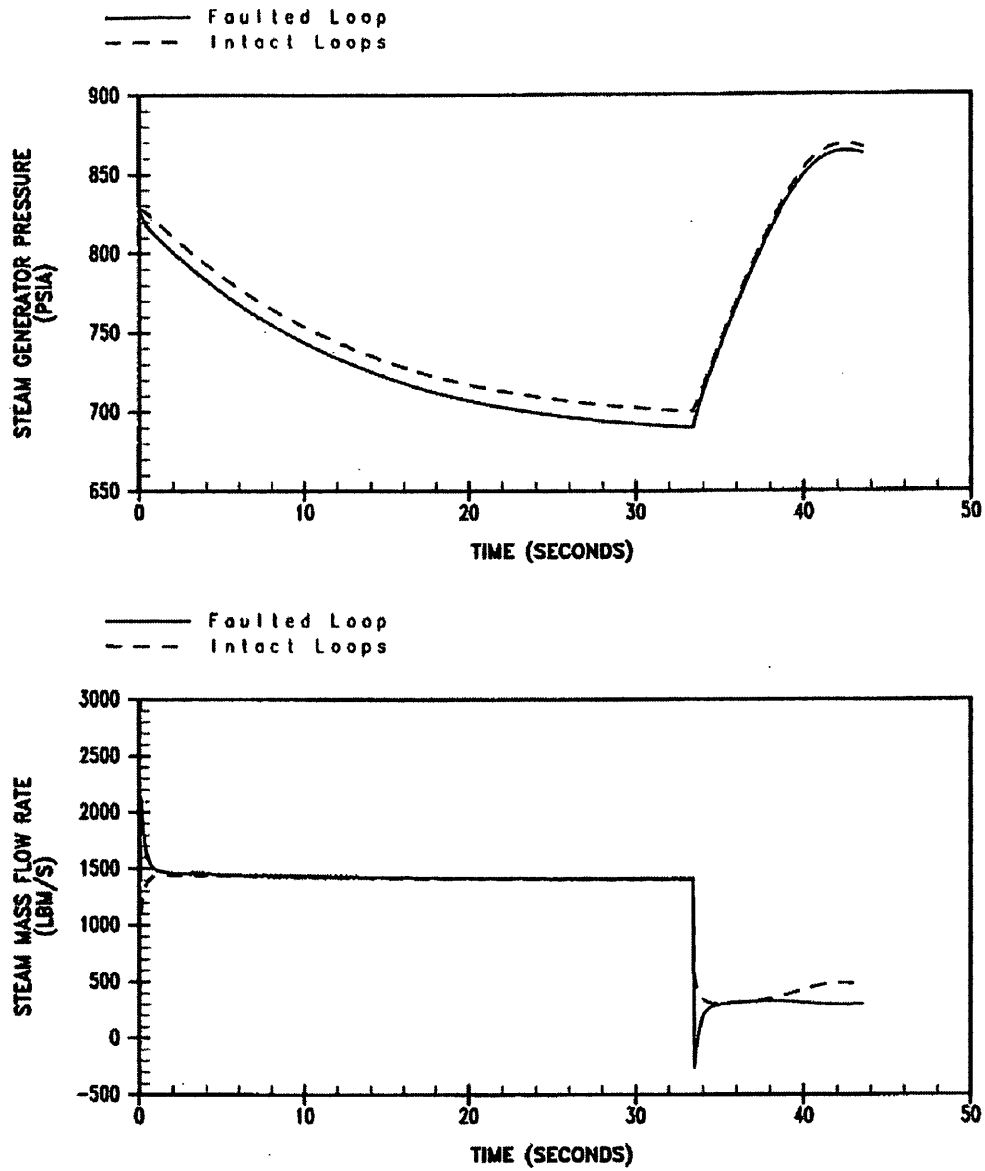 Faulted Loop
Intact Loops
900
850
800
750
700
650
STEAM GENERATOR PRESSURE
(PSIA)
0 10 20 30 40 50
TIME (SECONDS)
Faulted Loop
Intact Loops
3000
2500
2000
1500
1000
500
0
-500
STEAM MASS FLOW RATE
(LBM/S)
0 10 20 30 40 50
TIME (SECONDS)